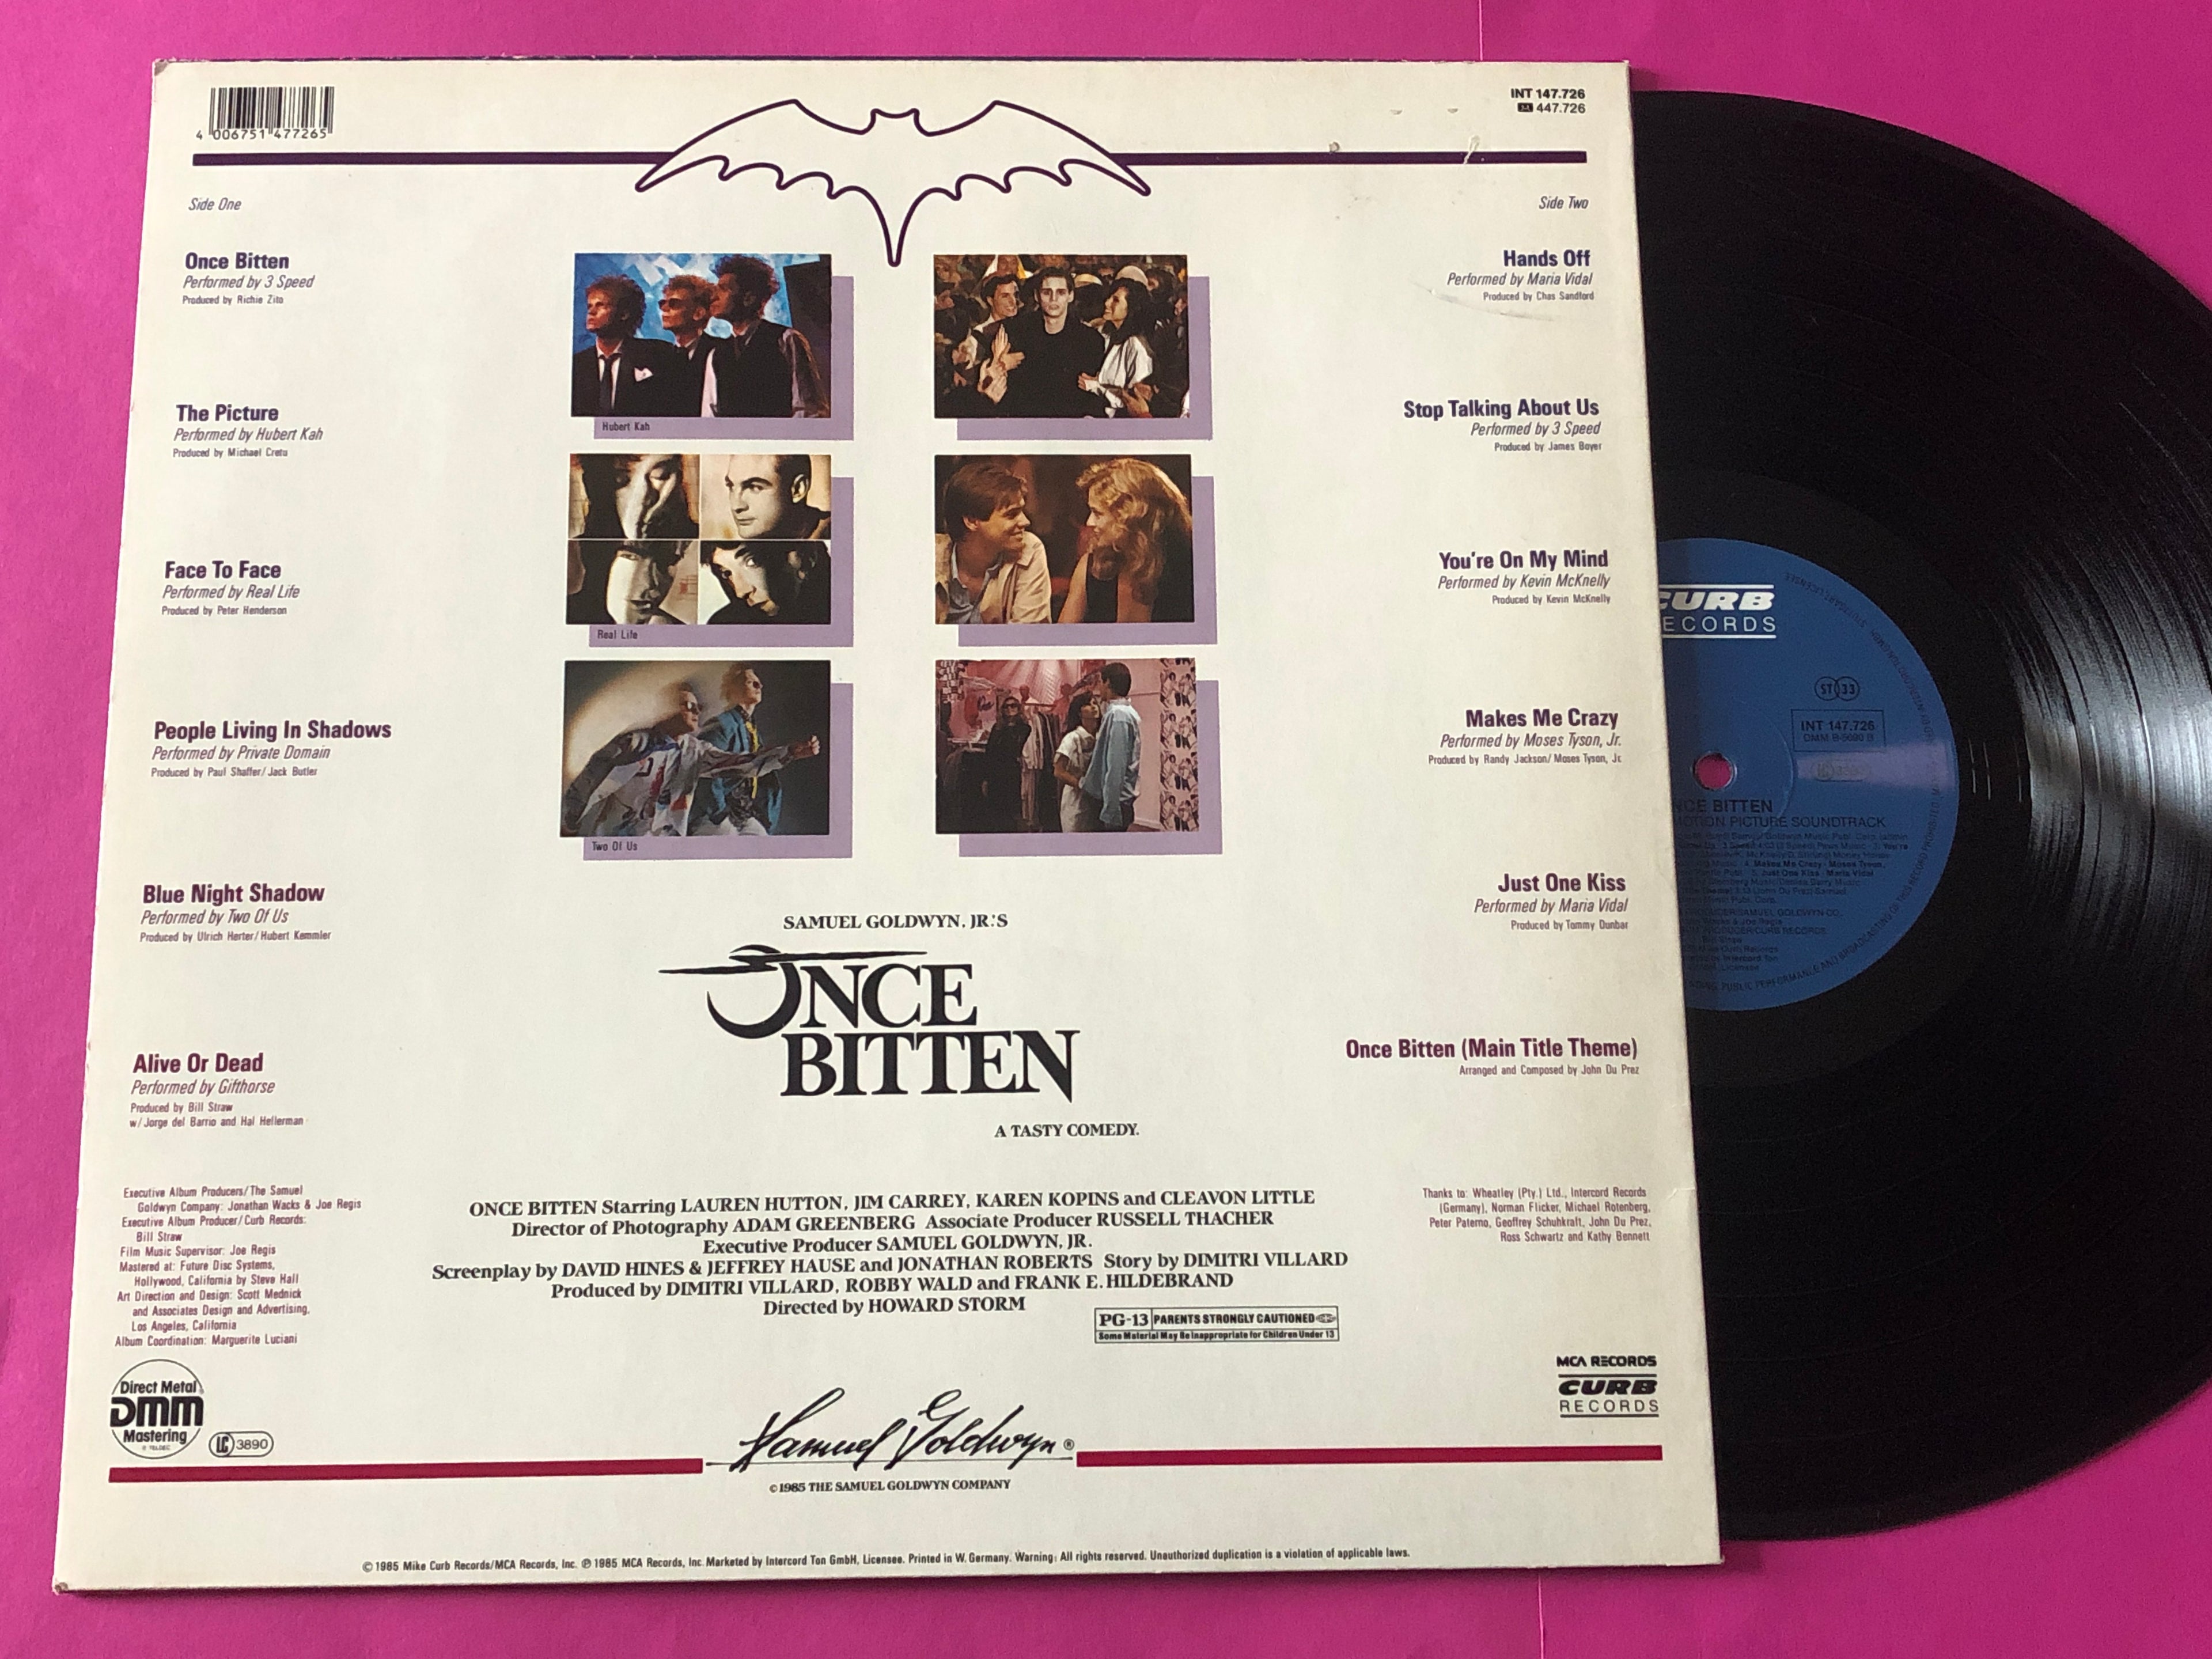 4 006751 477265
INT 147.726
447.726
Side One
Once Bitten
Performed by 3 Speed
Produced by Richie Zito
The Picture
Performed by Hubert Kah
Produced by Michael Cretu
Face To Face
Performed by Real Life
Produced by Peter Henderson
People Living In Shadows
Performed by Private Domain
Produced by Paul Shaffer/Jack Butler
Blue Night Shadow
Performed by Two Of Us
Produced by Ulrich Herter/Hubert Kemmler
Alive Or Dead
Performed by Gifthorse
Produced by Bill Straw
w/Jorge del Barrio and Hal Hellerman
Executive Album Producers/The Samuel
Goldwyn Company: Jonathan Wacks & Joe Regis
Executive Album Producer/Curb Records:
Bill Straw
Film Music Supervisor: Joe Regis
Mastered at: Future Disc Systems,
Hollywood, California by Steve Hall
Art Direction and Design: Scott Mednick
and Associates Design and Advertising,
Los Angeles, California
Album Coordination: Marguerite Luciani
Direct Metal
DMM
Mastering
LC 3890
Hubert Kah
Real Life
Two Of Us
SAMUEL GOLDWYN, JR.'S
ONCE
BITTEN
A TASTY COMEDY.
ONCE BITTEN Starring LAUREN HUTTON, JIM CARREY, KAREN KOPINS and CLEAVON LITTLE
Director of Photography ADAM GREENBERG Associate Producer RUSSELL THACHER
Executive Producer SAMUEL GOLDWYN, JR.
Screenplay by DAVID HINES & JEFFREY HAUSE and JONATHAN ROBERTS Story by DIMITRI VILLARD
Produced by DIMITRI VILLARD, ROBBY WALD and FRANK E. HILDEBRAND
Directed by HOWARD STORM
PG-13 PARENTS STRONGLY CAUTIONED
Some Material May Be Inappropriate for Children Under 13
Samuel Goldwyn ®
© 1985 THE SAMUEL GOLDWYN COMPANY
Side Two
Hands Off
Performed by Maria Vidal
Produced by Chas Sandford
Stop Talking About Us
Performed by 3 Speed
Produced by James Boyer
You're On My Mind
Performed by Kevin McKnelly
Produced by Kevin McKnelly
Makes Me Crazy
Performed by Moses Tyson, Jr.
Produced by Randy Jackson/Moses Tyson, Jr.
Just One Kiss
Performed by Maria Vidal
Produced by Tommy Dunbar
Once Bitten (Main Title Theme)
Arranged and Composed by John Du Prez
Thanks to: Wheatley (Pty.) Ltd., Intercord Records
(Germany), Norman Flicker, Michael Rotenberg,
Peter Paterno, Geoffrey Schuhkraft, John Du Prez,
Ross Schwartz and Kathy Bennett
MCA RECORDS
CURB
RECORDS
© 1985 Mike Curb Records/MCA Records, Inc. ℗ 1985 MCA Records, Inc. Marketed by Intercord Ton GmbH, Licensee. Printed in W. Germany. Warning: All rights reserved. Unauthorized duplication is a violation of applicable laws.
CURB
ECORDS
ST 33
INT 147.726
NCE BITTEN
OTION PICTURE SOUNDTRACK
PUBLIC PERFORMANCE AND BROADCASTING OF THIS RECORD PROHIBITED